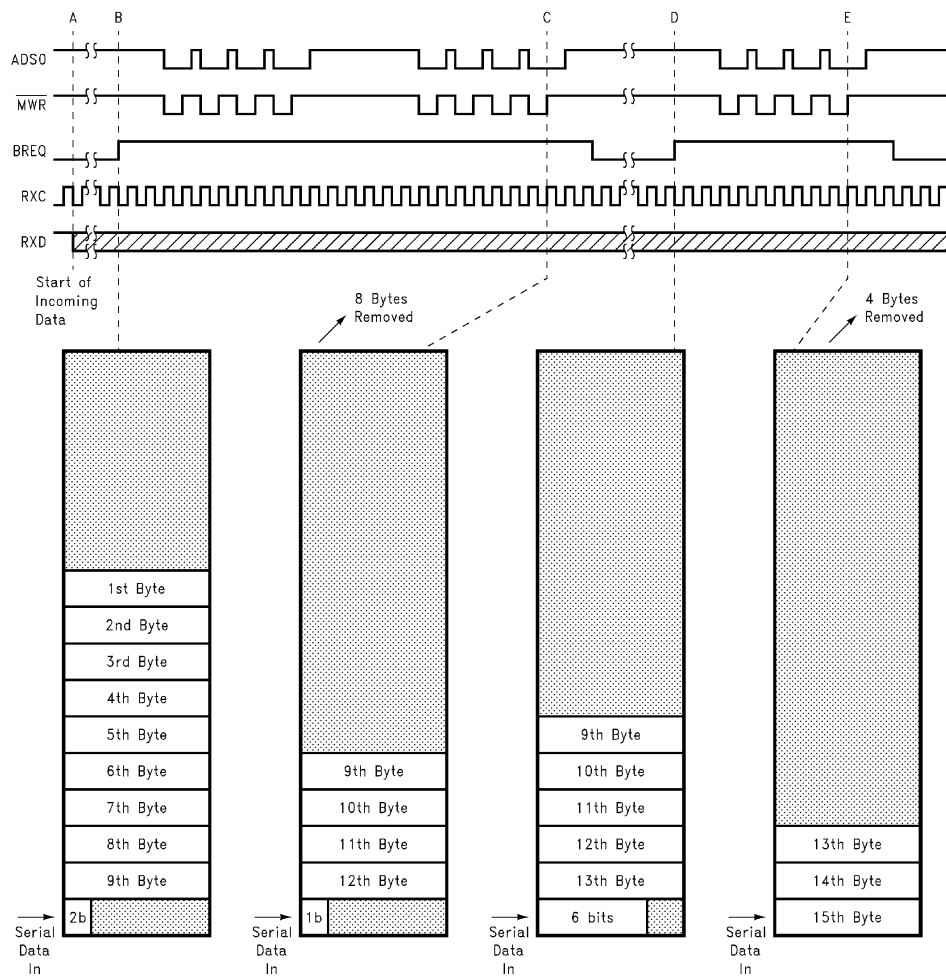 A B C D E
ADS0
MWR
BREQ
RXC
RXD
Start of
Incoming
Data
8 Bytes
Removed
4 Bytes
Removed
1st Byte
2nd Byte
3rd Byte
4th Byte
5th Byte
6th Byte
7th Byte
8th Byte
9th Byte
2b
Serial
Data
In
9th Byte
10th Byte
11th Byte
12th Byte
1b
Serial
Data
In
9th Byte
10th Byte
11th Byte
12th Byte
13th Byte
6 bits
Serial
Data
In
13th Byte
14th Byte
15th Byte
Serial
Data
In